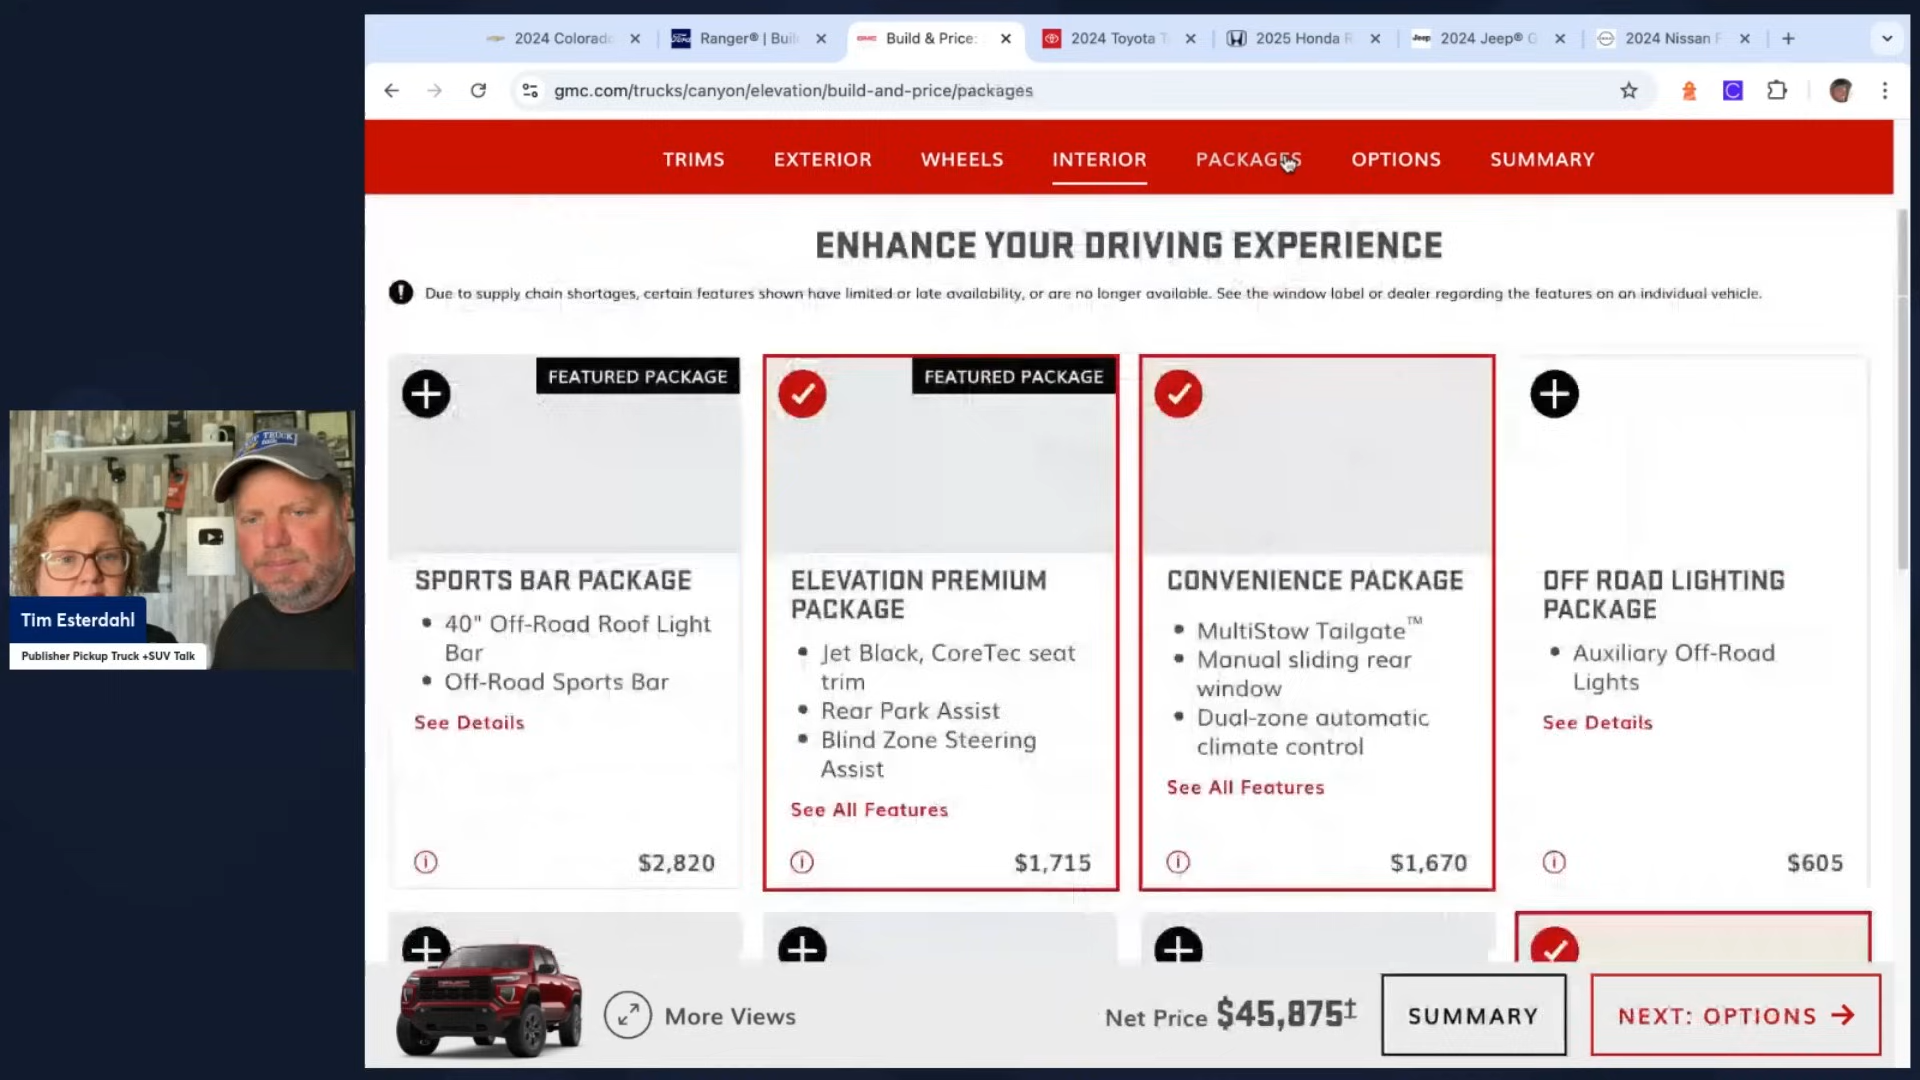 2024 Colorado
Ranger® | Buil
GMC
Build & Price:
2024 Toyota T
2025 Honda R
Jeep
2024 Jeep® G
2024 Nissan F
gmc.com/trucks/canyon/elevation/build-and-price/packages
C
TRIMS
EXTERIOR
WHEELS
INTERIOR
PACKAGES
OPTIONS
SUMMARY
ENHANCE YOUR DRIVING EXPERIENCE
Due to supply chain shortages, certain features shown have limited or late availability, or are no longer available. See the window label or dealer regarding the features on an individual vehicle.
FEATURED PACKAGE
SPORTS BAR PACKAGE
40" Off-Road Roof Light
Bar
Off-Road Sports Bar
See Details
$2,820
FEATURED PACKAGE
ELEVATION PREMIUM
PACKAGE
Jet Black, CoreTec seat
trim
Rear Park Assist
Blind Zone Steering
Assist
See All Features
$1,715
CONVENIENCE PACKAGE
MultiStow Tailgate™
Manual sliding rear
window
Dual-zone automatic
climate control
See All Features
$1,670
OFF ROAD LIGHTING
PACKAGE
Auxiliary Off-Road
Lights
See Details
$605
More Views
Net Price $45,875‡
SUMMARY
NEXT: OPTIONS
TRUCK
Tim Esterdahl
Publisher Pickup Truck +SUV Talk